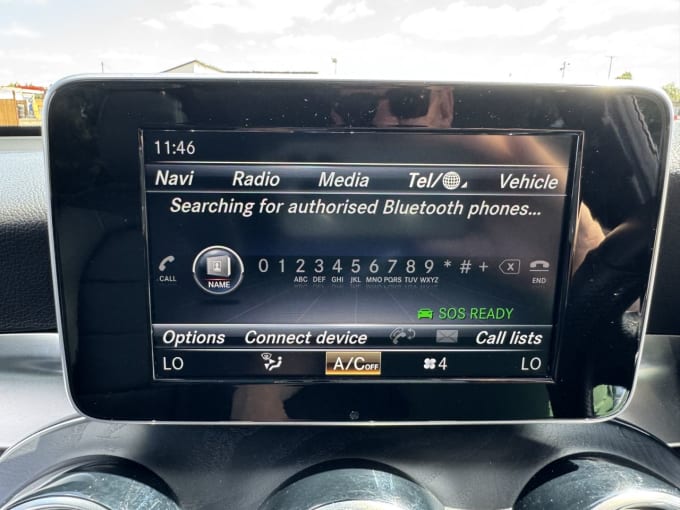 11:46
Navi Radio Media Tel/ Vehicle
Searching for authorised Bluetooth phones...
CALL NAME 0 1 2 3 4 5 6 7 8 9 * # + END
ABC DEF GHI JKL MNO PQRS TUV WXYZ
SOS READY
Options Connect device Call lists
LO A/C OFF 4 LO